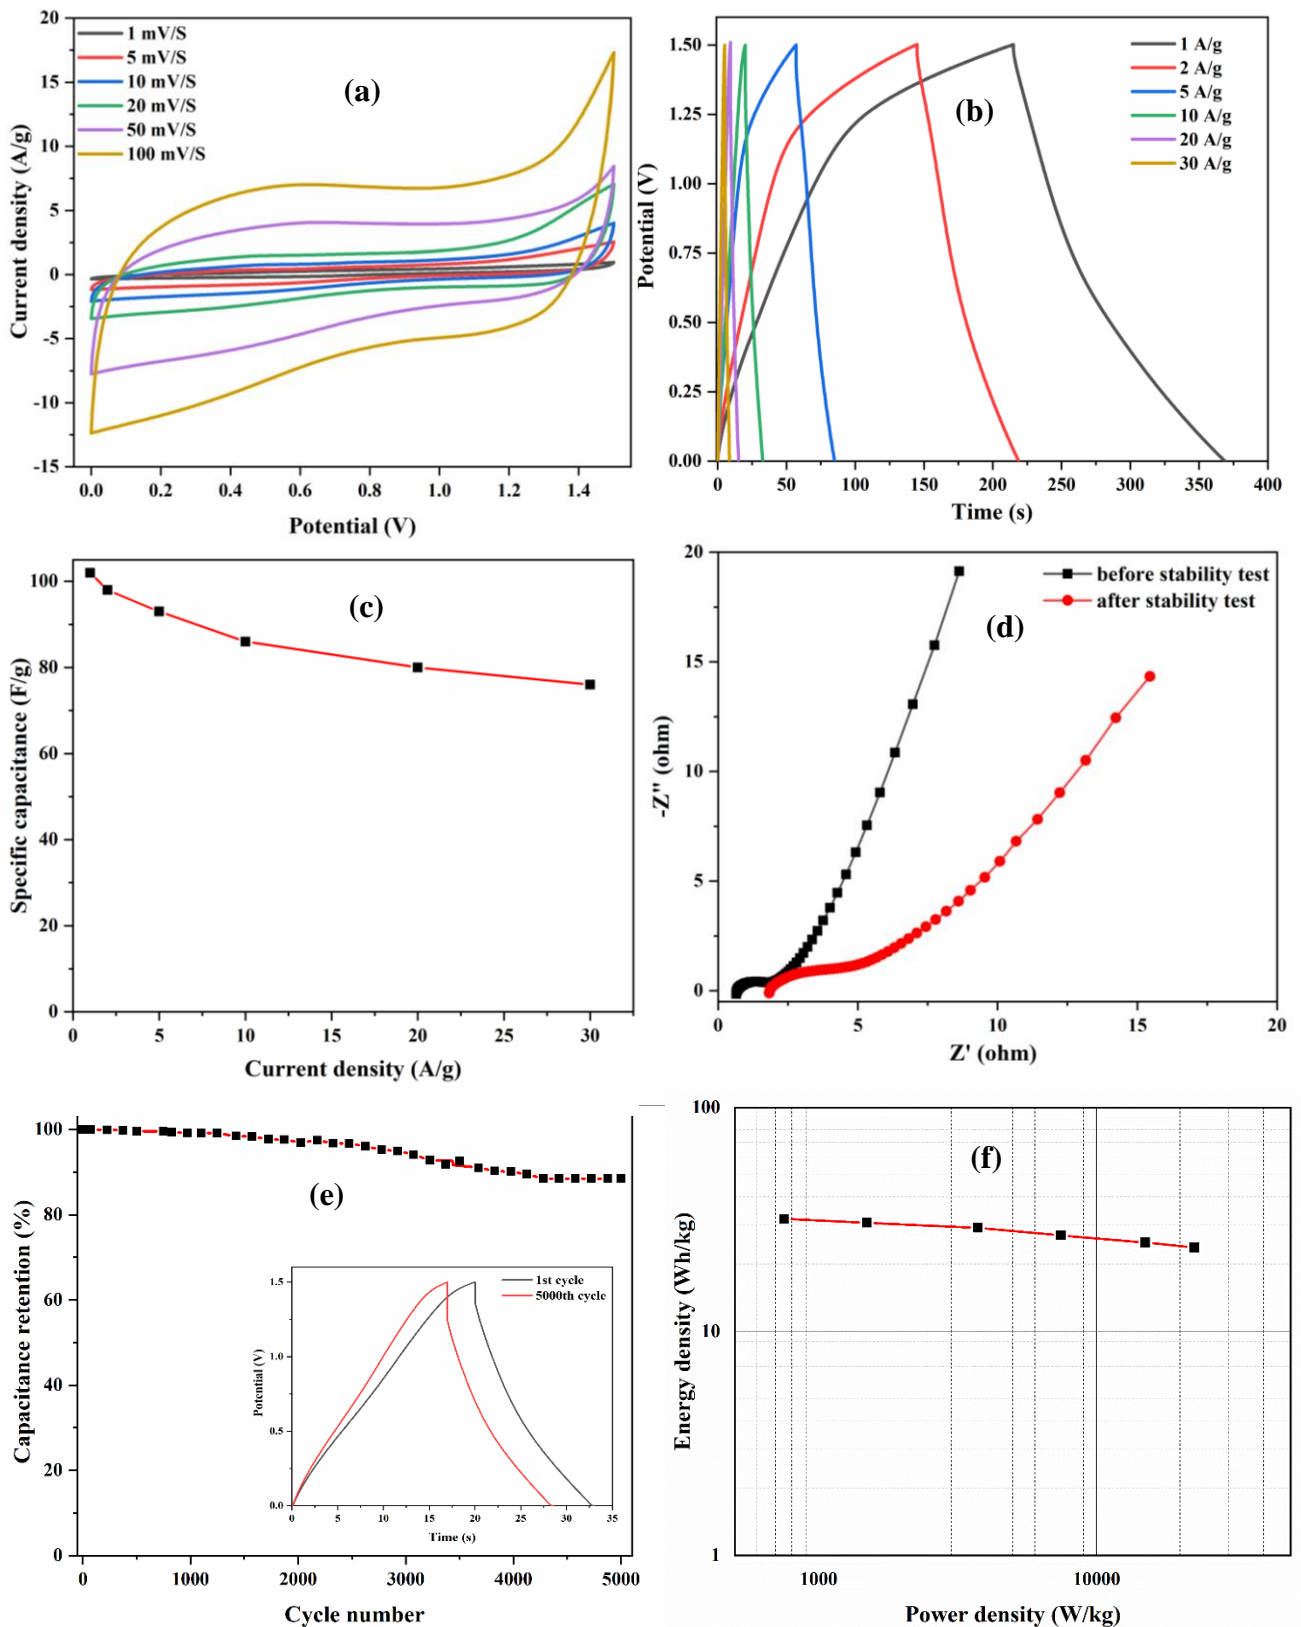 20
15
10
5
0
-5
-10
-15
Current density (A/g)
1 mV/S
5 mV/S
10 mV/S
20 mV/S
50 mV/S
100 mV/S
(a)
0.0 0.2 0.4 0.6 0.8 1.0 1.2 1.4
Potential (V)
1.50
1.25
1.00
0.75
0.50
0.25
0.00
Potential (V)
(b)
1 A/g
2 A/g
5 A/g
10 A/g
20 A/g
30 A/g
0 50 100 150 200 250 300 350 400
Time (s)
100
80
60
40
20
0
Specific capacitance (F/g)
(c)
0 5 10 15 20 25 30
Current density (A/g)
20
15
10
5
0
-Z'' (ohm)
before stability test
after stability test
(d)
0 5 10 15 20
Z' (ohm)
100
80
60
40
20
0
Capacitance retention (%)
(e)
1.5
1.0
0.5
0.0
Potential (V)
1st cycle
5000th cycle
0 5 10 15 20 25 30 35
Time (s)
0 1000 2000 3000 4000 5000
Cycle number
100
10
1
Energy density (Wh/kg)
(f)
1000 10000
Power density (W/kg)